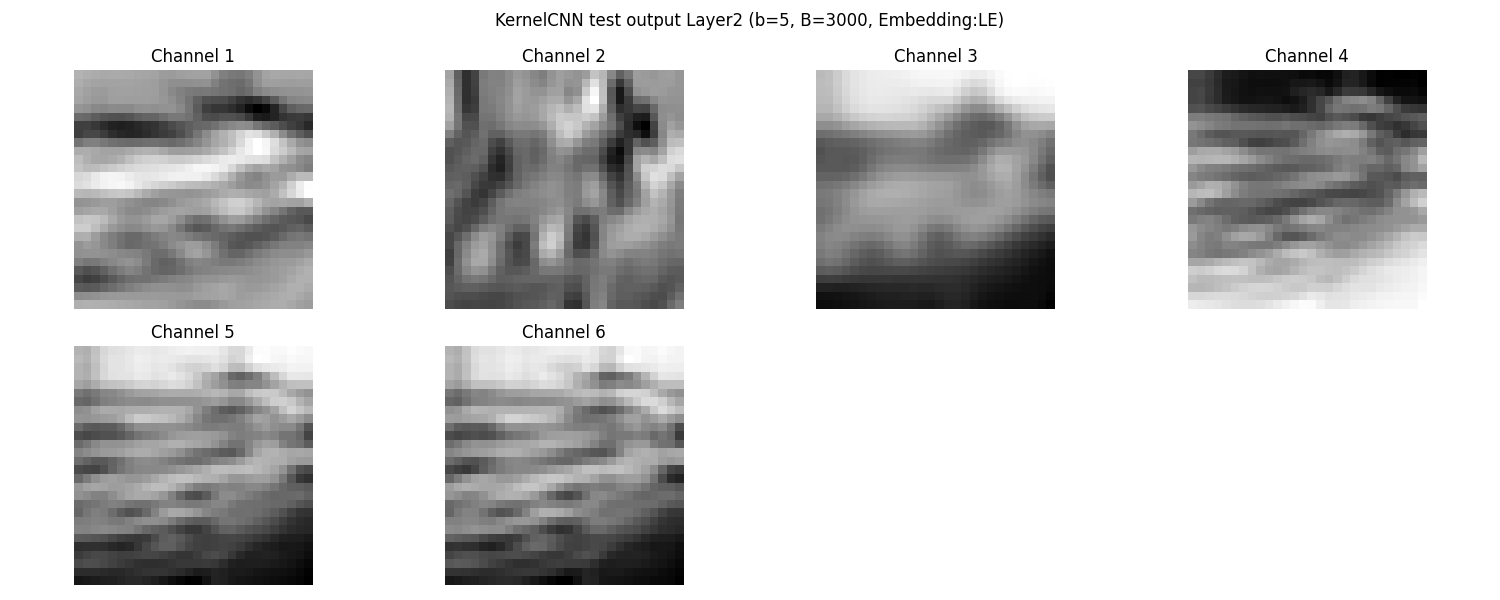 KernelCNN test output Layer2 (b=5, B=3000, Embedding:LE)
Channel 1
Channel 2
Channel 3
Channel 4
Channel 5
Channel 6